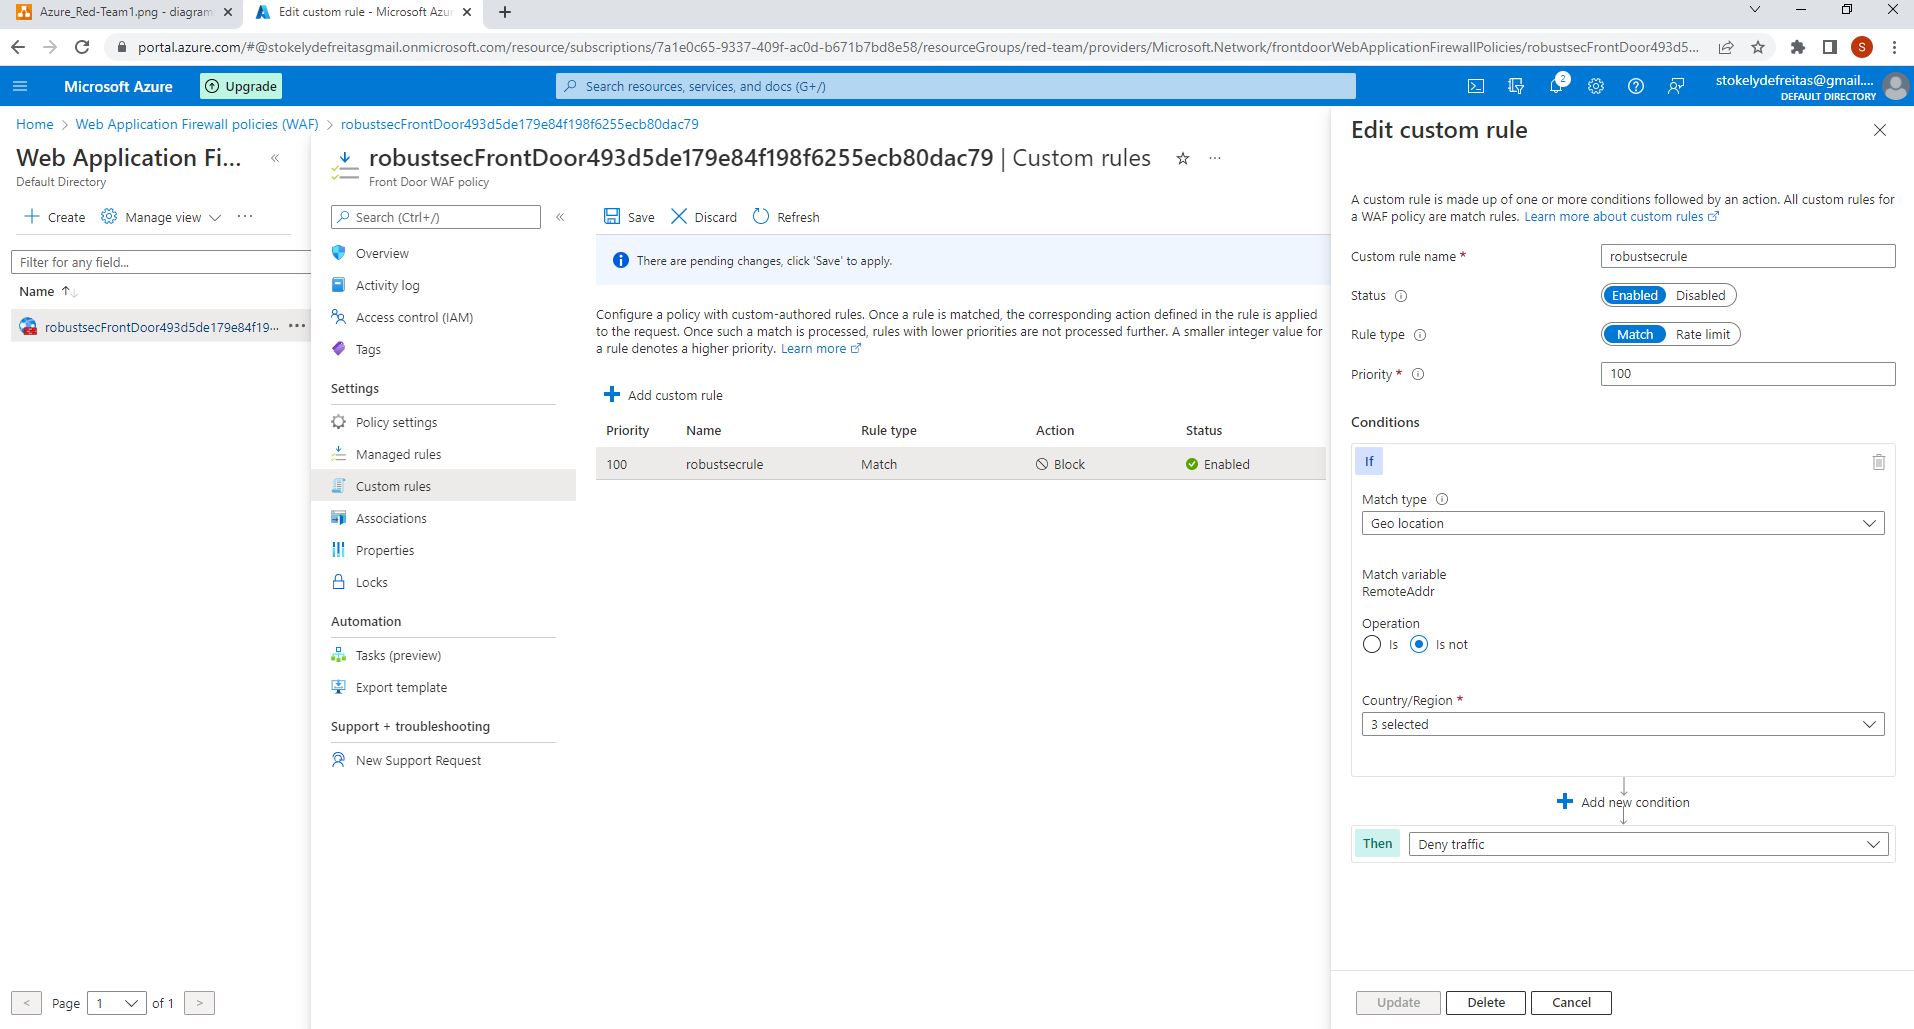 Azure_Red-Team1.png - diagram
Edit custom rule - Microsoft Azu
portal.azure.com/#@stokelydefreitasgmail.onmicrosoft.com/resource/subscriptions/7a1e0c65-9337-409f-ac0d-b671b7bd8e58/resourceGroups/red-team/providers/Microsoft.Network/frontdoorWebApplicationFirewallPolicies/robustsecFrontDoor493d5...
S
Microsoft Azure
Upgrade
Search resources, services, and docs (G+/)
2
stokelydefreitas@gmail....
DEFAULT DIRECTORY
Home > Web Application Firewall policies (WAF) > robustsecFrontDoor493d5de179e84f198f6255ecb80dac79
Web Application Fi... «
Default Directory
+ Create Manage view ···
Filter for any field...
Name ↑↓
robustsecFrontDoor493d5de179e84f19... ···
< Page 1 of 1 >
robustsecFrontDoor493d5de179e84f198f6255ecb80dac79 | Custom rules ···
Front Door WAF policy
Search (Ctrl+/) «
Overview
Activity log
Access control (IAM)
Tags
Settings
Policy settings
Managed rules
Custom rules
Associations
Properties
Locks
Automation
Tasks (preview)
Export template
Support + troubleshooting
New Support Request
Save Discard Refresh
There are pending changes, click 'Save' to apply.
Configure a policy with custom-authored rules. Once a rule is matched, the corresponding action defined in the rule is applied
to the request. Once such a match is processed, rules with lower priorities are not processed further. A smaller integer value for
a rule denotes a higher priority. Learn more
Add custom rule
Priority Name Rule type Action Status
100 robustsecrule Match Block Enabled
Edit custom rule
A custom rule is made up of one or more conditions followed by an action. All custom rules for
a WAF policy are match rules. Learn more about custom rules
Custom rule name * robustsecrule
Status Enabled Disabled
Rule type Match Rate limit
Priority * 100
Conditions
If
Match type
Geo location
Match variable
RemoteAddr
Operation
Is Is not
Country/Region *
3 selected
Add new condition
Then Deny traffic
Update Delete Cancel